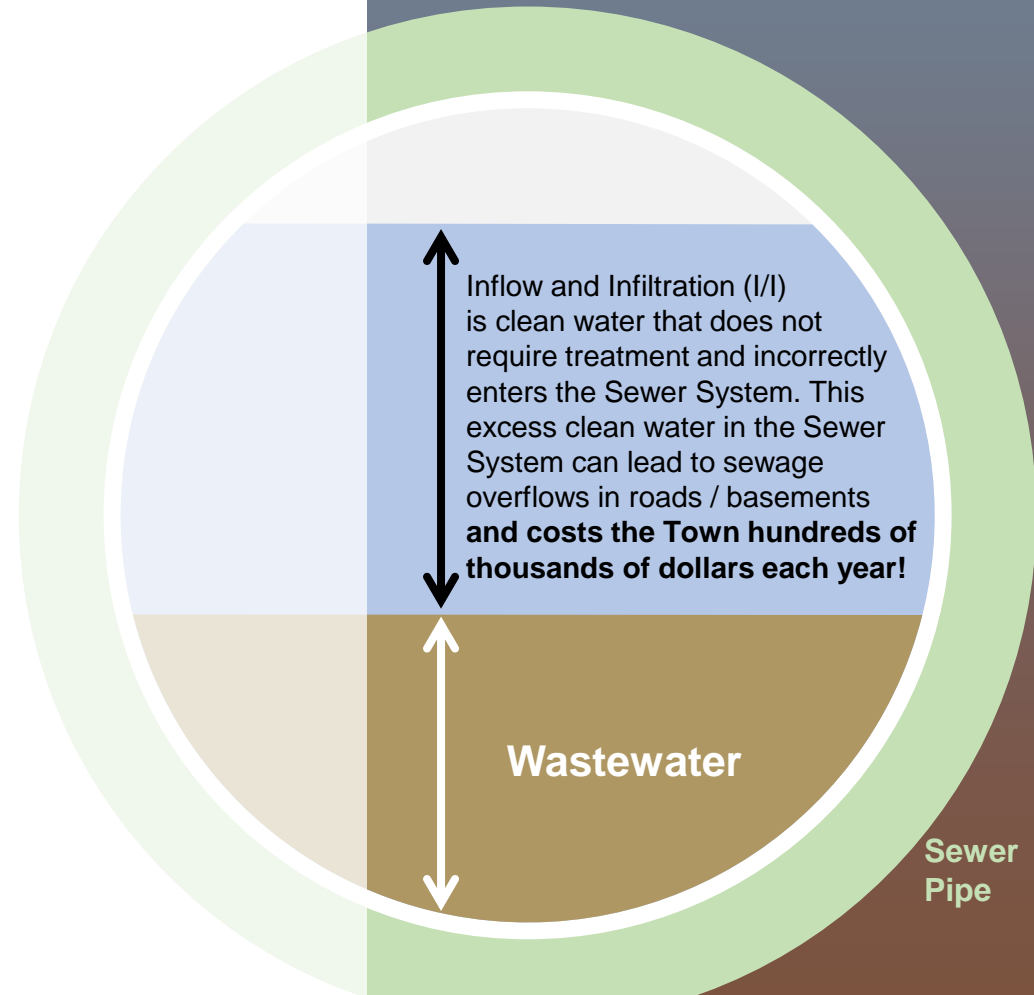 Inflow and Infiltration (I/I)
is clean water that does not
require treatment and incorrectly
enters the Sewer System. This
excess clean water in the Sewer
System can lead to sewage
overflows in roads / basements
and costs the Town hundreds of
thousands of dollars each year!
Wastewater
Sewer
Pipe